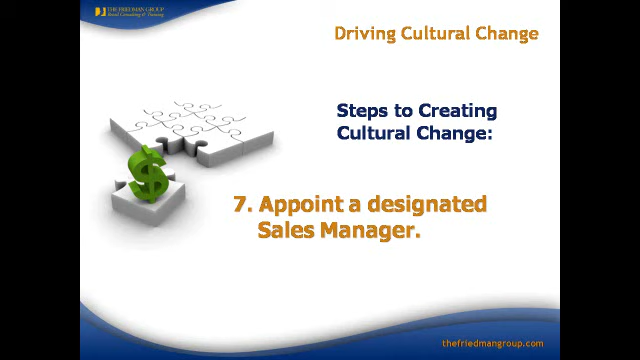 THE FRIEDMAN GROUP
Retail Consulting & Training
Driving Cultural Change
Steps to Creating
Cultural Change:
7. Appoint a designated
Sales Manager.
thefriedmangroup.com